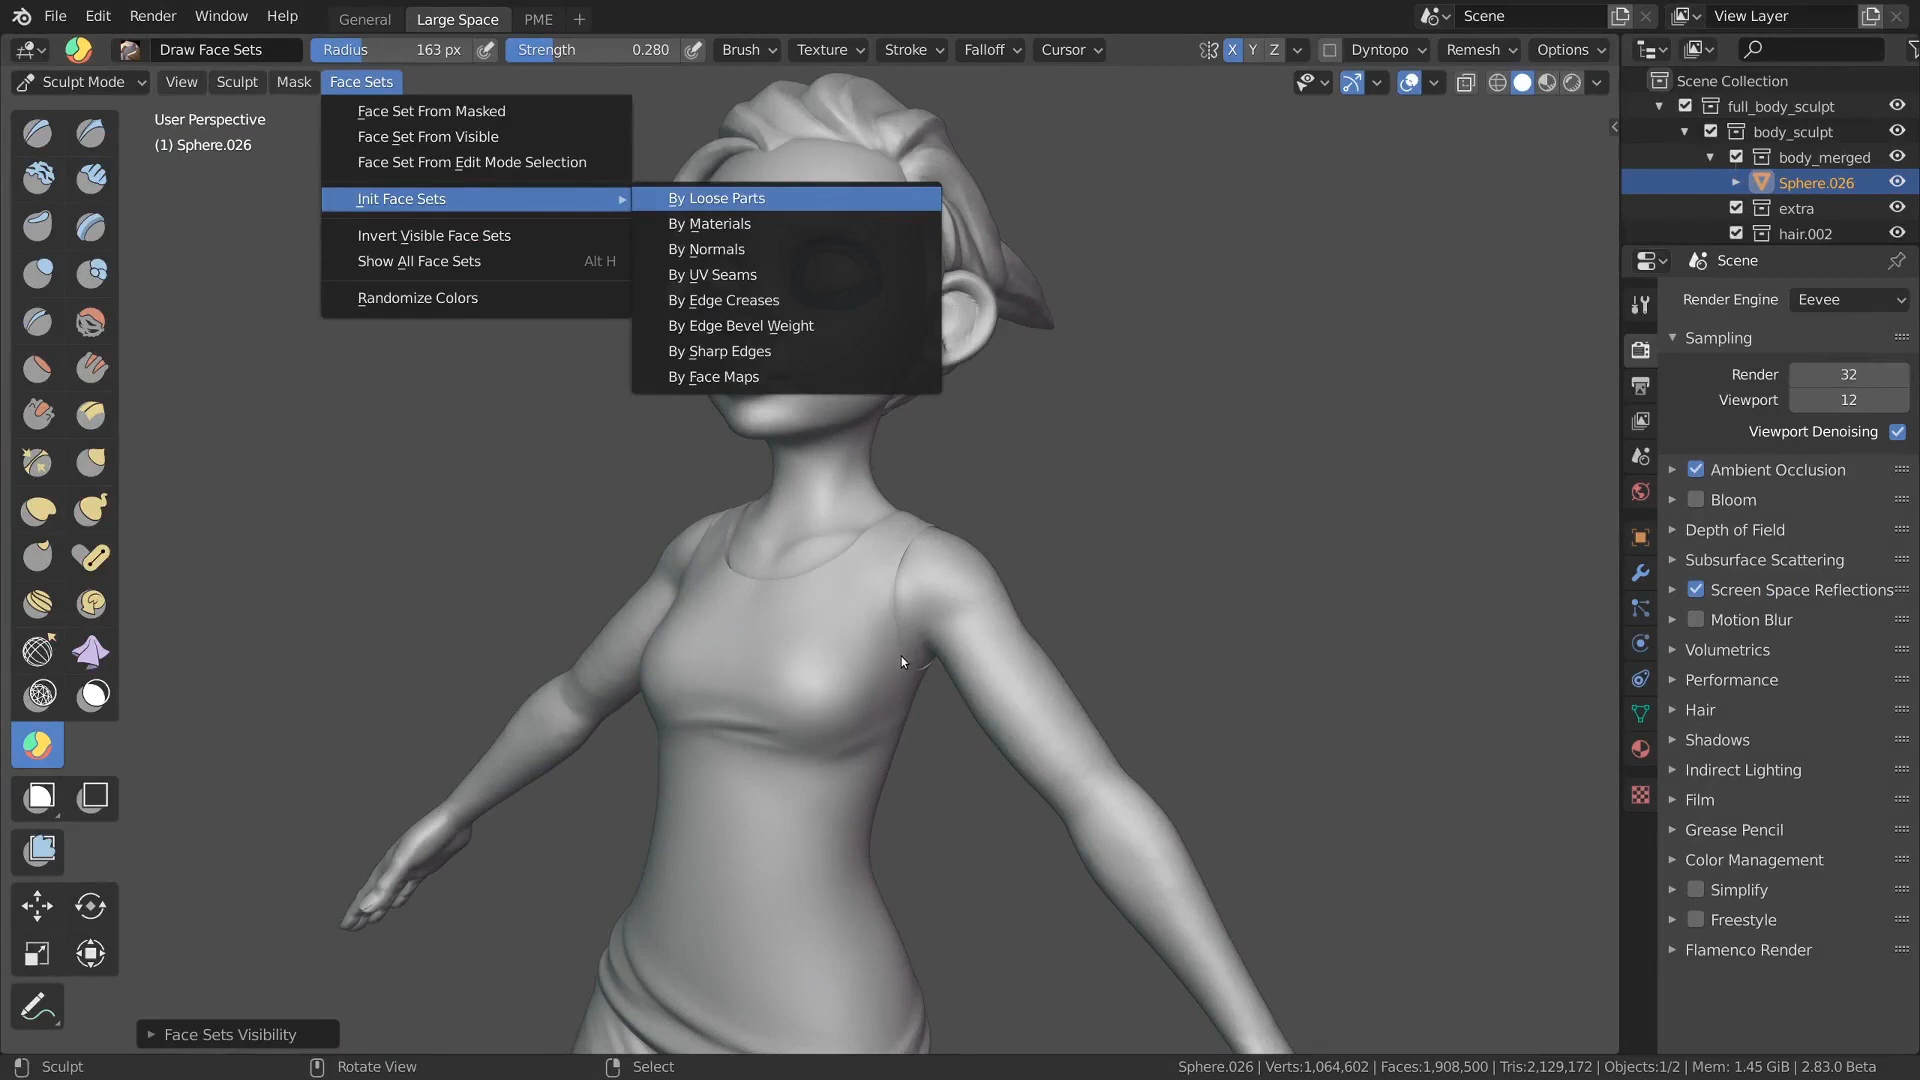 File Edit Render Window Help General Large Space PME + Scene View Layer
Draw Face Sets Radius 163 px Strength 0.280 Brush Texture Stroke Falloff Cursor X Y Z Dyntopo Remesh Options
Sculpt Mode View Sculpt Mask Face Sets
User Perspective
(1) Sphere.026
Face Set From Masked
Face Set From Visible
Face Set From Edit Mode Selection
Init Face Sets
Invert Visible Face Sets
Show All Face Sets Alt H
Randomize Colors
By Loose Parts
By Materials
By Normals
By UV Seams
By Edge Creases
By Edge Bevel Weight
By Sharp Edges
By Face Maps
Scene Collection
full_body_sculpt
body_sculpt
body_merged
Sphere.026
extra
hair.002
Scene
Render Engine Eevee
Sampling
Render 32
Viewport 12
Viewport Denoising
Ambient Occlusion
Bloom
Depth of Field
Subsurface Scattering
Screen Space Reflections
Motion Blur
Volumetrics
Performance
Hair
Shadows
Indirect Lighting
Film
Grease Pencil
Color Management
Simplify
Freestyle
Flamenco Render
Face Sets Visibility
Sculpt Rotate View Select Sphere.026 | Verts:1,064,602 | Faces:1,908,500 | Tris:2,129,172 | Objects:1/2 | Mem: 1.45 GiB | 2.83.0 Beta